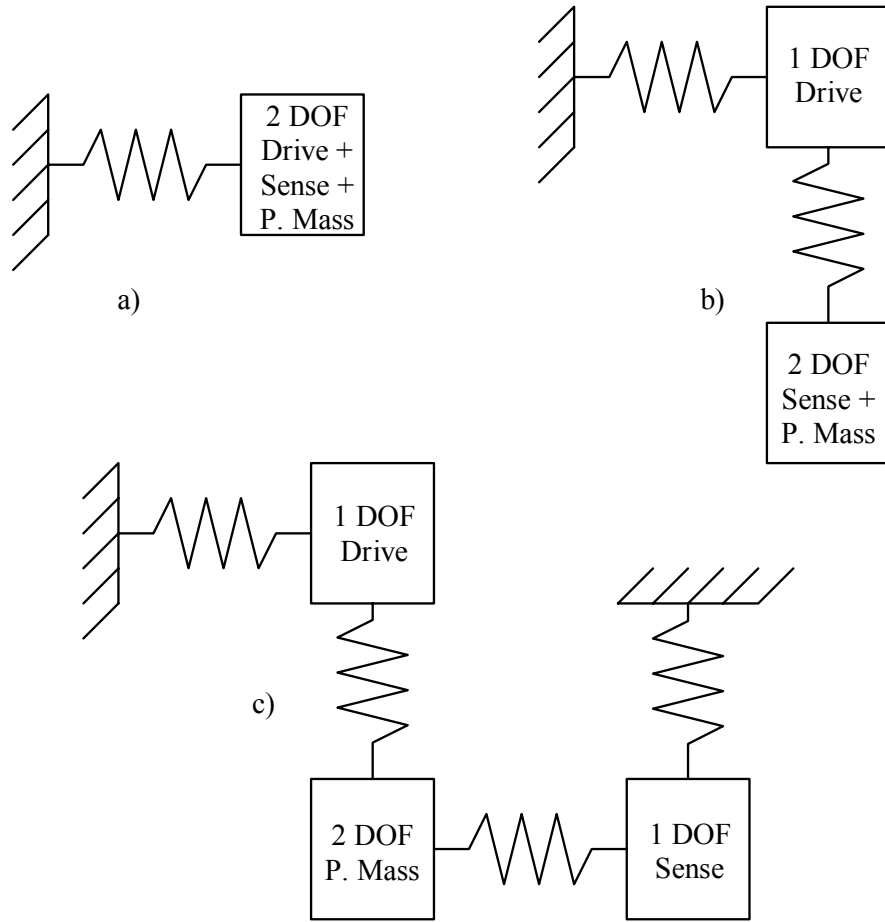 2 DOF
Drive +
Sense +
P. Mass
a)
1 DOF
Drive
b)
2 DOF
Sense +
P. Mass
1 DOF
Drive
c)
2 DOF
P. Mass
1 DOF
Sense